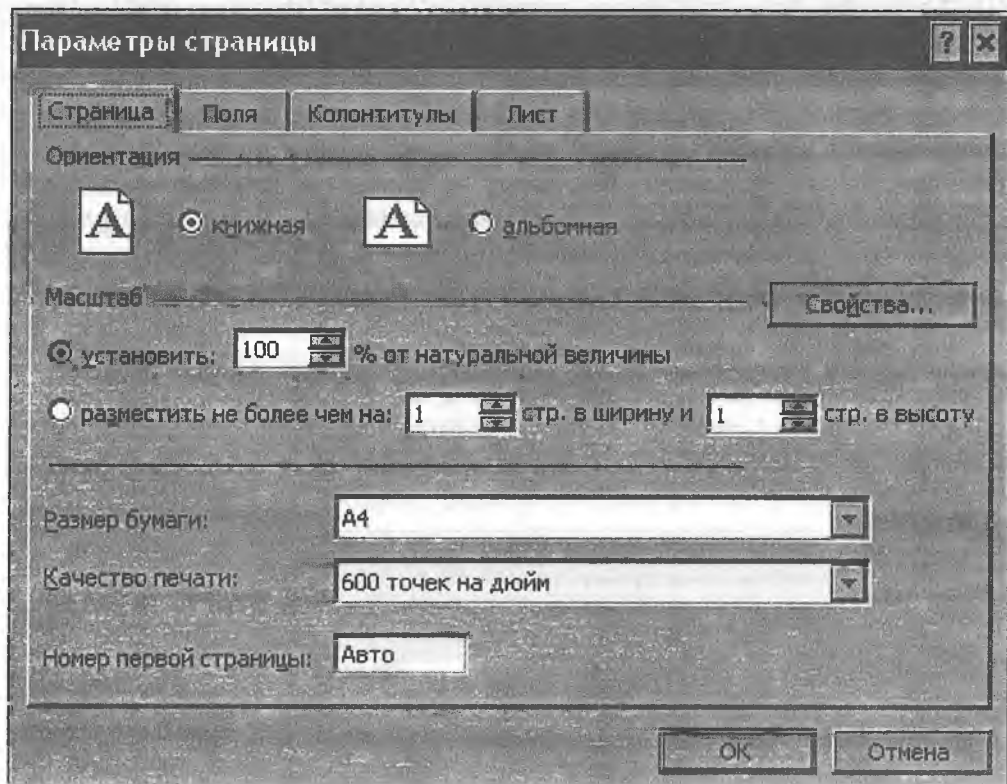 Параметры страницы
Страница Поля Колонтитулы Лист
Ориентация
A книжная A альбомная
Масштаб Свойства...
установить: 100 % от натуральной величины
разместить не более чем на: 1 стр. в ширину и 1 стр. в высоту
Размер бумаги: A4
Качество печати: 600 точек на дюйм
Номер первой страницы: Авто
ОК Отмена